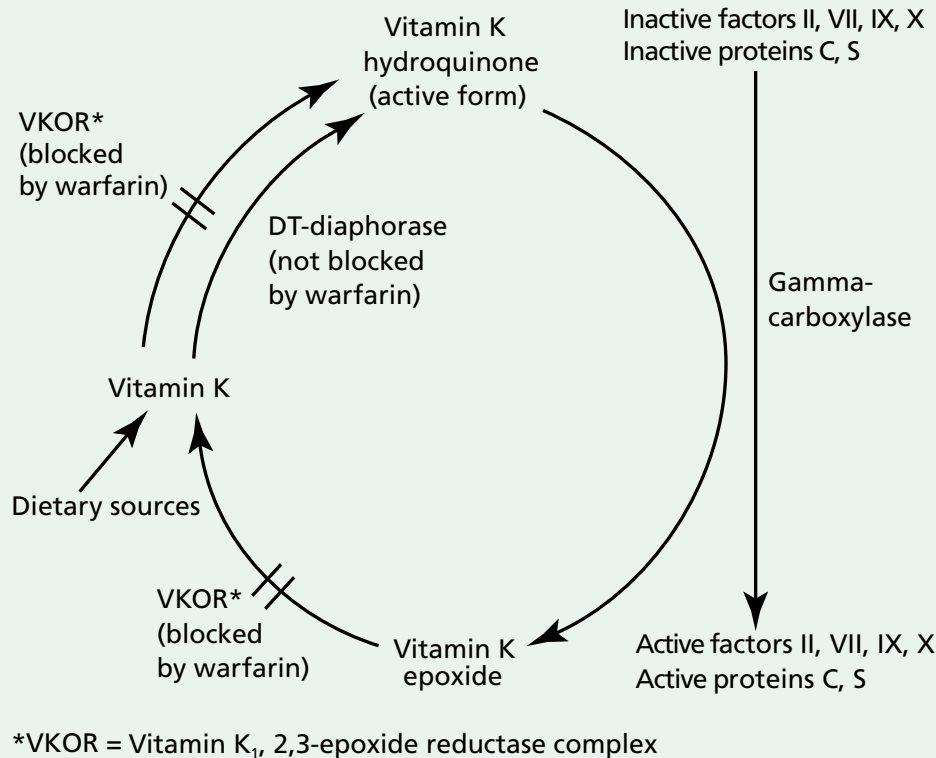 Vitamin K
hydroquinone
(active form)
Inactive factors II, VII, IX, X
Inactive proteins C, S
VKOR*
(blocked
by warfarin)
DT-diaphorase
(not blocked
by warfarin)
Gamma-
carboxylase
Vitamin K
Dietary sources
VKOR*
(blocked
by warfarin)
Vitamin K
epoxide
Active factors II, VII, IX, X
Active proteins C, S
*VKOR = Vitamin K₁, 2,3-epoxide reductase complex